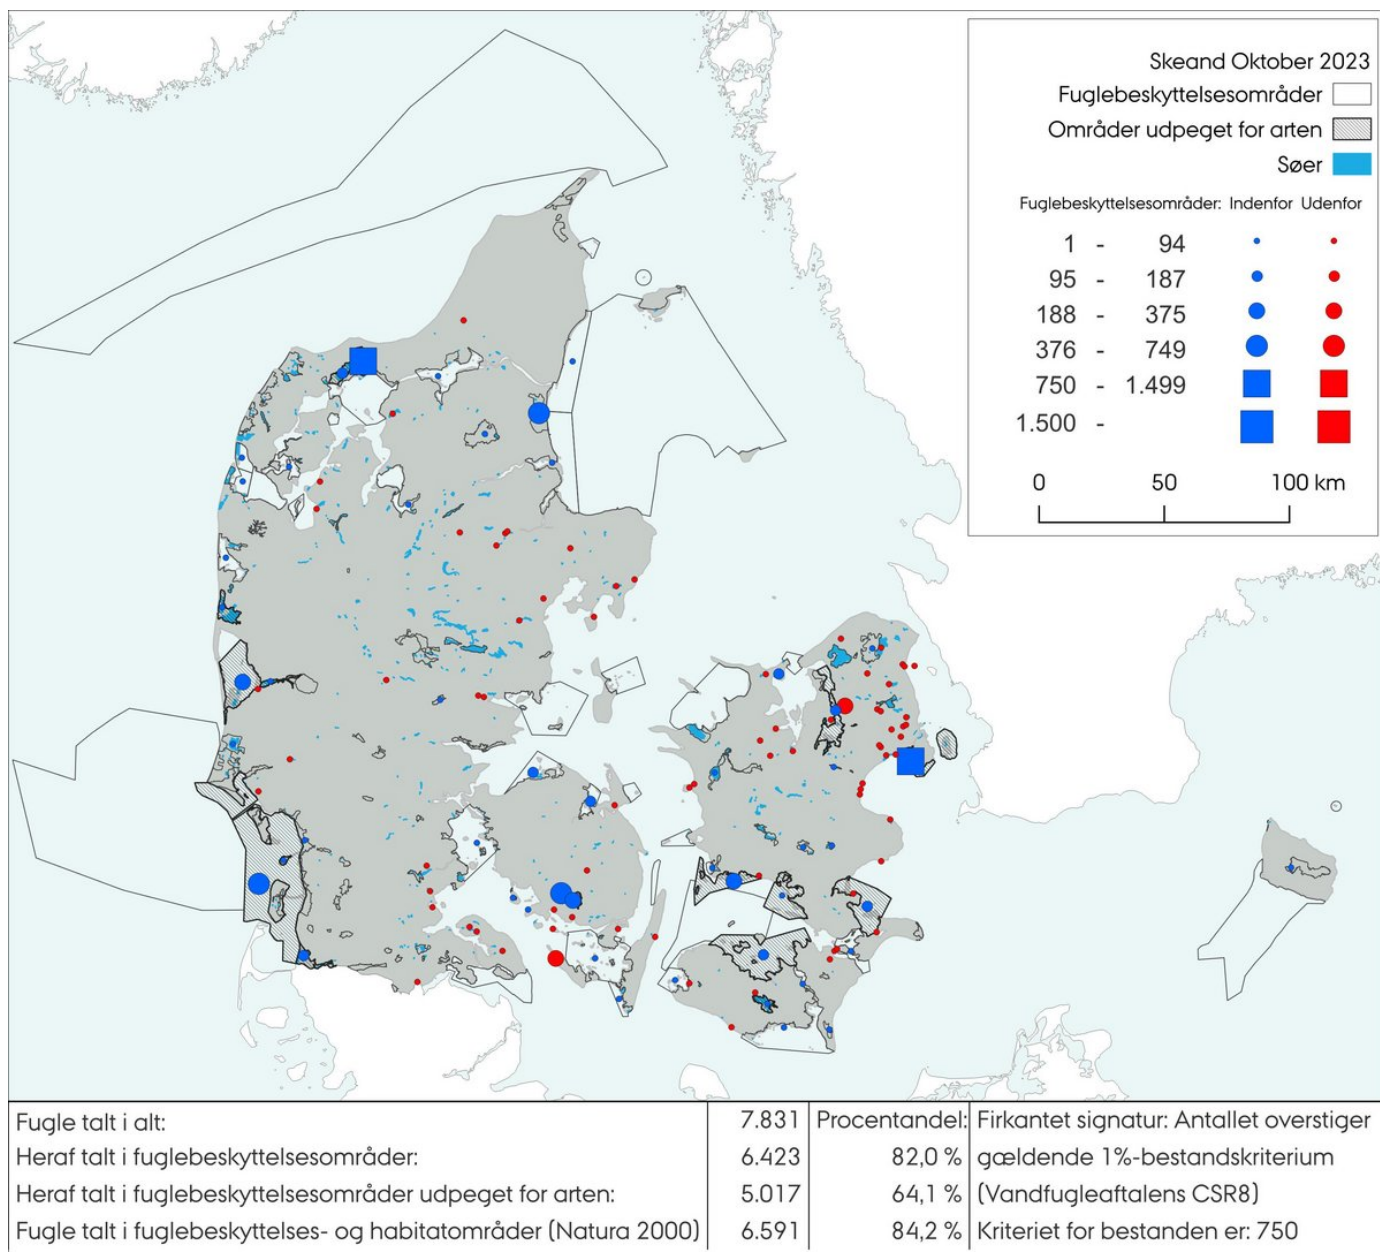 Skeand Oktober 2023
Fuglebeskyttelsesområder
Områder udpeget for arten
Søer
Fuglebeskyttelsesområder: Indenfor Udenfor
1 - 94
95 - 187
188 - 375
376 - 749
750 - 1.499
1.500 -
0 50 100 km
Fugle talt i alt: 7.831 Procentandel: Firkantet signatur: Antallet overstiger
Heraf talt i fuglebeskyttelsesområder: 6.423 82,0 % gældende 1%-bestandskriterium
Heraf talt i fuglebeskyttelsesområder udpeget for arten: 5.017 64,1 % (Vandfugleaftalens CSR8)
Fugle talt i fuglebeskyttelses- og habitatområder (Natura 2000) 6.591 84,2 % Kriteriet for bestanden er: 750